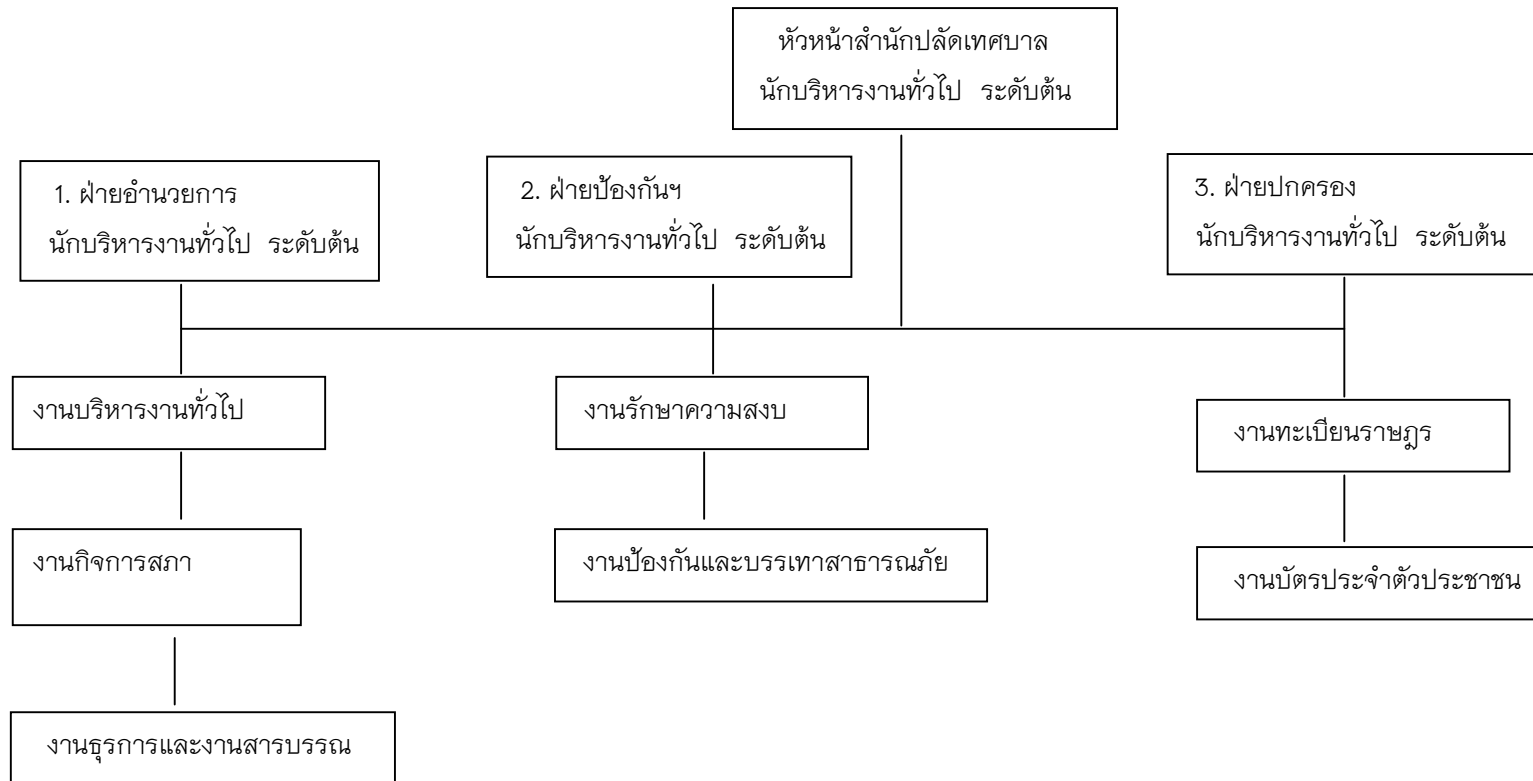 หัวหน้าสำนักปลัดเทศบาล
นักบริหารงานทั่วไป ระดับต้น
1. ฝ่ายอำนวยการ
นักบริหารงานทั่วไป ระดับต้น
2. ฝ่ายป้องกันฯ
นักบริหารงานทั่วไป ระดับต้น
3. ฝ่ายปกครอง
นักบริหารงานทั่วไป ระดับต้น
งานบริหารงานทั่วไป
งานรักษาความสงบ
งานทะเบียนราษฎร
งานกิจการสภา
งานป้องกันและบรรเทาสาธารณภัย
งานบัตรประจำตัวประชาชน
งานธุรการและงานสารบรรณ